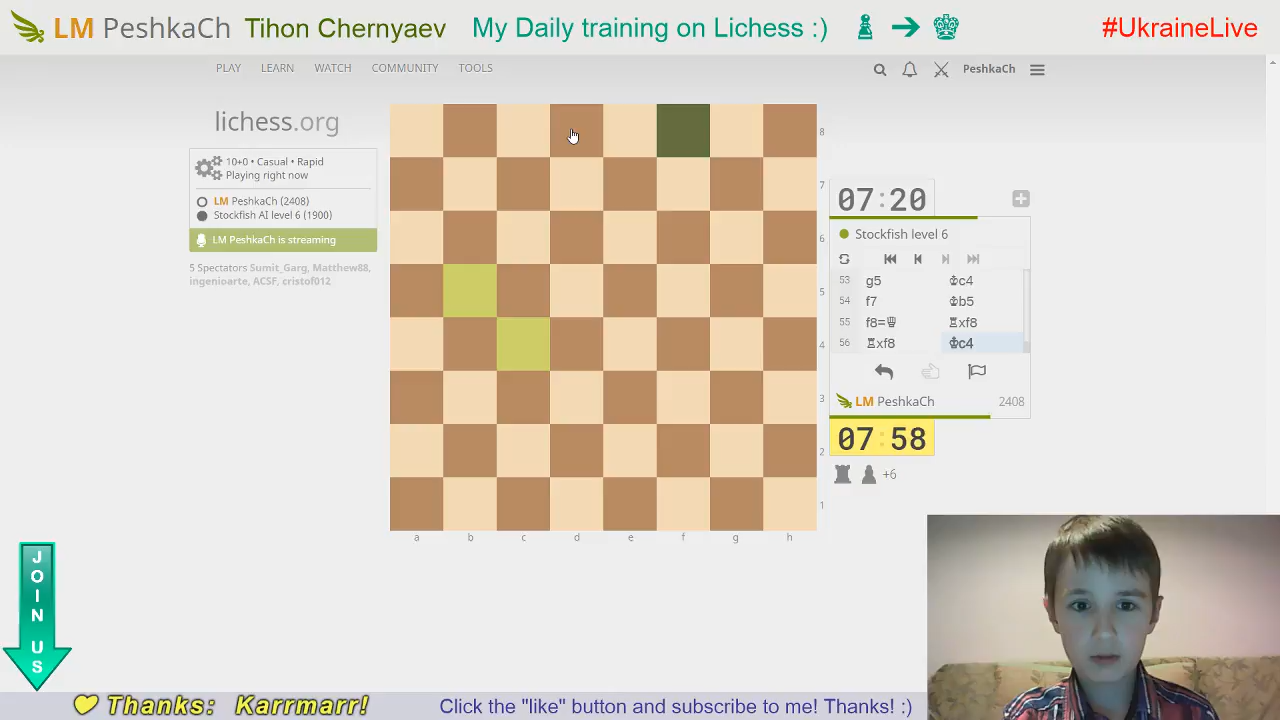 LM PeshkaCh Tihon Chernyaev My Daily training on Lichess :) #UkraineLive
PLAY LEARN WATCH COMMUNITY TOOLS PeshkaCh
lichess.org
10+0 • Casual • Rapid
Playing right now
LM PeshkaCh (2408)
Stockfish AI level 6 (1900)
LM PeshkaCh is streaming
5 Spectators Sumit_Garg, Matthew88,
ingenioarte, ACSF, cristof012
8
7
6
5
4
3
2
1
a b c d e f g h
07:20
Stockfish level 6
53 g5 ♔c4
54 f7 ♔b5
55 f8=♕ ♖xf8
56 ♖xf8 ♔c4
LM PeshkaCh 2408
07:58
+6
JOIN
US
Thanks: Karrmarr! Click the "like" button and subscribe to me! Thanks! :)